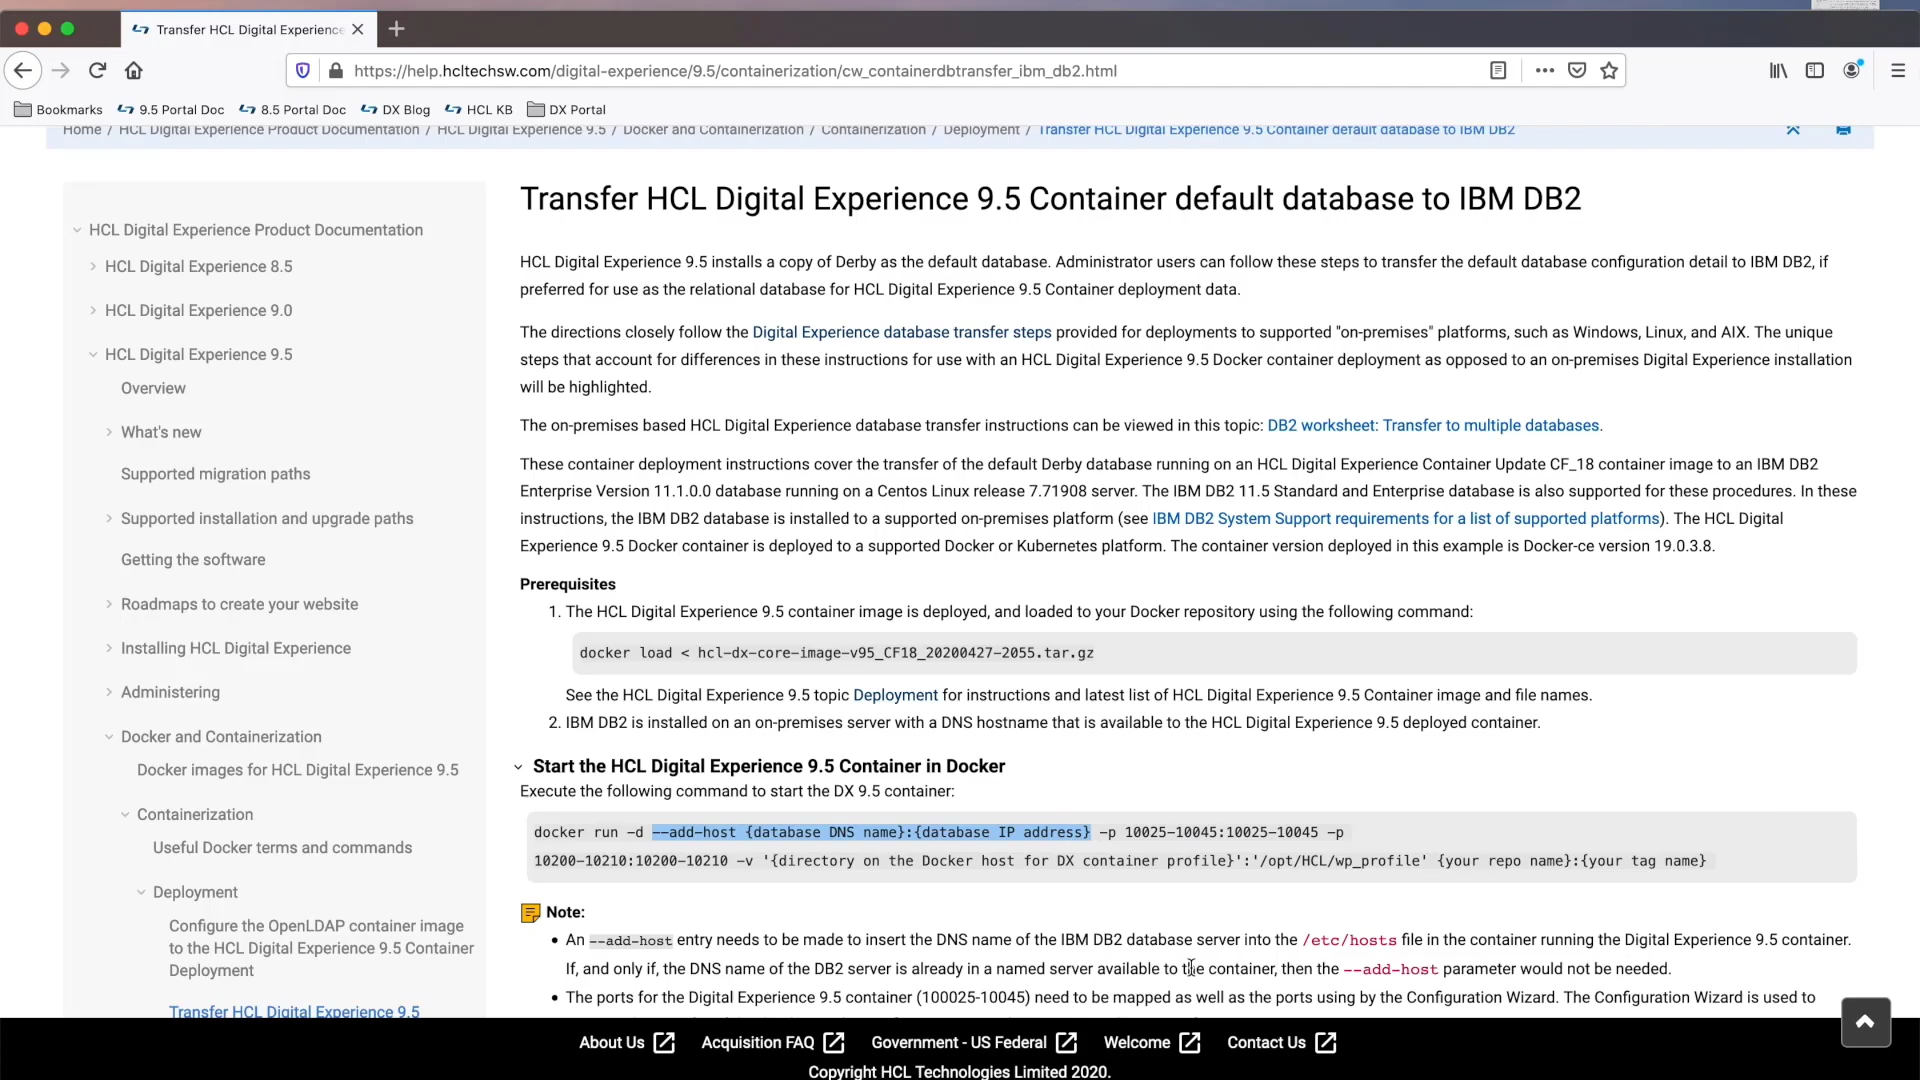 Transfer HCL Digital Experience
https://help.hcltechsw.com/digital-experience/9.5/containerization/cw_containerdbtransfer_ibm_db2.html
Bookmarks 9.5 Portal Doc 8.5 Portal Doc DX Blog HCL KB DX Portal
Home / HCL Digital Experience Product Documentation / HCL Digital Experience 9.5 / Docker and Containerization / Containerization / Deployment / Transfer HCL Digital Experience 9.5 Container default database to IBM DB2
HCL Digital Experience Product Documentation
HCL Digital Experience 8.5
HCL Digital Experience 9.0
HCL Digital Experience 9.5
Overview
What's new
Supported migration paths
Supported installation and upgrade paths
Getting the software
Roadmaps to create your website
Installing HCL Digital Experience
Administering
Docker and Containerization
Docker images for HCL Digital Experience 9.5
Containerization
Useful Docker terms and commands
Deployment
Configure the OpenLDAP container image
to the HCL Digital Experience 9.5 Container
Deployment
Transfer HCL Digital Experience 9.5
Transfer HCL Digital Experience 9.5 Container default database to IBM DB2
HCL Digital Experience 9.5 installs a copy of Derby as the default database. Administrator users can follow these steps to transfer the default database configuration detail to IBM DB2, if
preferred for use as the relational database for HCL Digital Experience 9.5 Container deployment data.
The directions closely follow the Digital Experience database transfer steps provided for deployments to supported "on-premises" platforms, such as Windows, Linux, and AIX. The unique
steps that account for differences in these instructions for use with an HCL Digital Experience 9.5 Docker container deployment as opposed to an on-premises Digital Experience installation
will be highlighted.
The on-premises based HCL Digital Experience database transfer instructions can be viewed in this topic: DB2 worksheet: Transfer to multiple databases.
These container deployment instructions cover the transfer of the default Derby database running on an HCL Digital Experience Container Update CF_18 container image to an IBM DB2
Enterprise Version 11.1.0.0 database running on a Centos Linux release 7.71908 server. The IBM DB2 11.5 Standard and Enterprise database is also supported for these procedures. In these
instructions, the IBM DB2 database is installed to a supported on-premises platform (see IBM DB2 System Support requirements for a list of supported platforms). The HCL Digital
Experience 9.5 Docker container is deployed to a supported Docker or Kubernetes platform. The container version deployed in this example is Docker-ce version 19.0.3.8.
Prerequisites
1. The HCL Digital Experience 9.5 container image is deployed, and loaded to your Docker repository using the following command:
docker load < hcl-dx-core-image-v95_CF18_20200427-2055.tar.gz
See the HCL Digital Experience 9.5 topic Deployment for instructions and latest list of HCL Digital Experience 9.5 Container image and file names.
2. IBM DB2 is installed on an on-premises server with a DNS hostname that is available to the HCL Digital Experience 9.5 deployed container.
Start the HCL Digital Experience 9.5 Container in Docker
Execute the following command to start the DX 9.5 container:
docker run -d --add-host {database DNS name}:{database IP address} -p 10025-10045:10025-10045 -p
10200-10210:10200-10210 -v '{directory on the Docker host for DX container profile}':'/opt/HCL/wp_profile' {your repo name}:{your tag name}
Note:
• An --add-host entry needs to be made to insert the DNS name of the IBM DB2 database server into the /etc/hosts file in the container running the Digital Experience 9.5 container.
If, and only if, the DNS name of the DB2 server is already in a named server available to the container, then the --add-host parameter would not be needed.
• The ports for the Digital Experience 9.5 container (100025-10045) need to be mapped as well as the ports using by the Configuration Wizard. The Configuration Wizard is used to
About Us Acquisition FAQ Government - US Federal Welcome Contact Us
Copyright HCL Technologies Limited 2020.